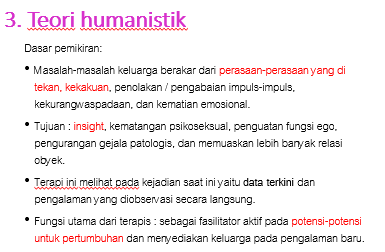 3. Teori humanistik
Dasar pemikiran:
• Masalah-masalah keluarga berakar dari perasaan-perasaan yang di
tekan, kekakuan, penolakan / pengabaian impuls-impuls,
kekurangwaspadaan, dan kematian emosional.
• Tujuan : insight, kematangan psikoseksual, penguatan fungsi ego,
pengurangan gejala patologis, dan memuaskan lebih banyak relasi
obyek.
• Terapi ini melihat pada kejadian saat ini yaitu data terkini dan
pengalaman yang diobservasi secara langsung.
• Fungsi utama dari terapis : sebagai fasilitator aktif pada potensi-potensi
untuk pertumbuhan dan menyediakan keluarga pada pengalaman baru.